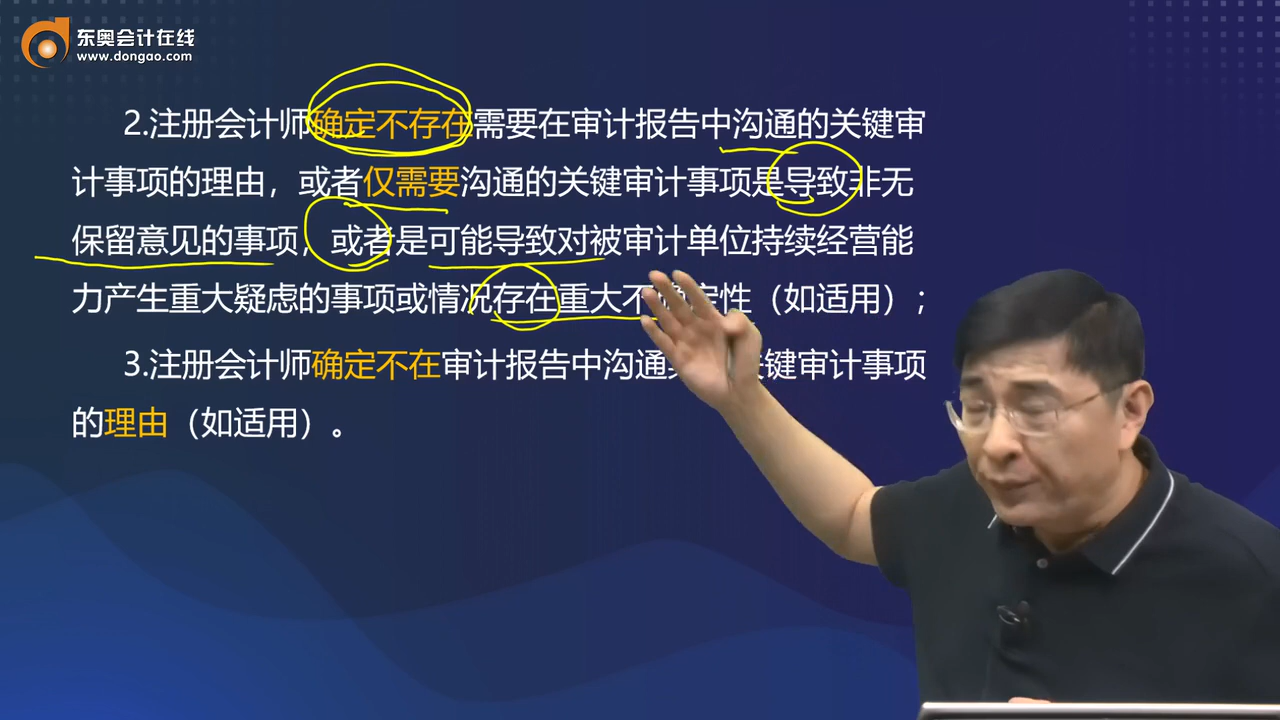 东奥会计在线
www.dongao.com
2.注册会计师确定不存在需要在审计报告中沟通的关键审
计事项的理由，或者仅需要沟通的关键审计事项是导致非无
保留意见的事项，或者是可能导致对被审计单位持续经营能
力产生重大疑虑的事项或情况存在重大不确定性（如适用）；
3.注册会计师确定不在审计报告中沟通 关键审计事项
的理由（如适用）。